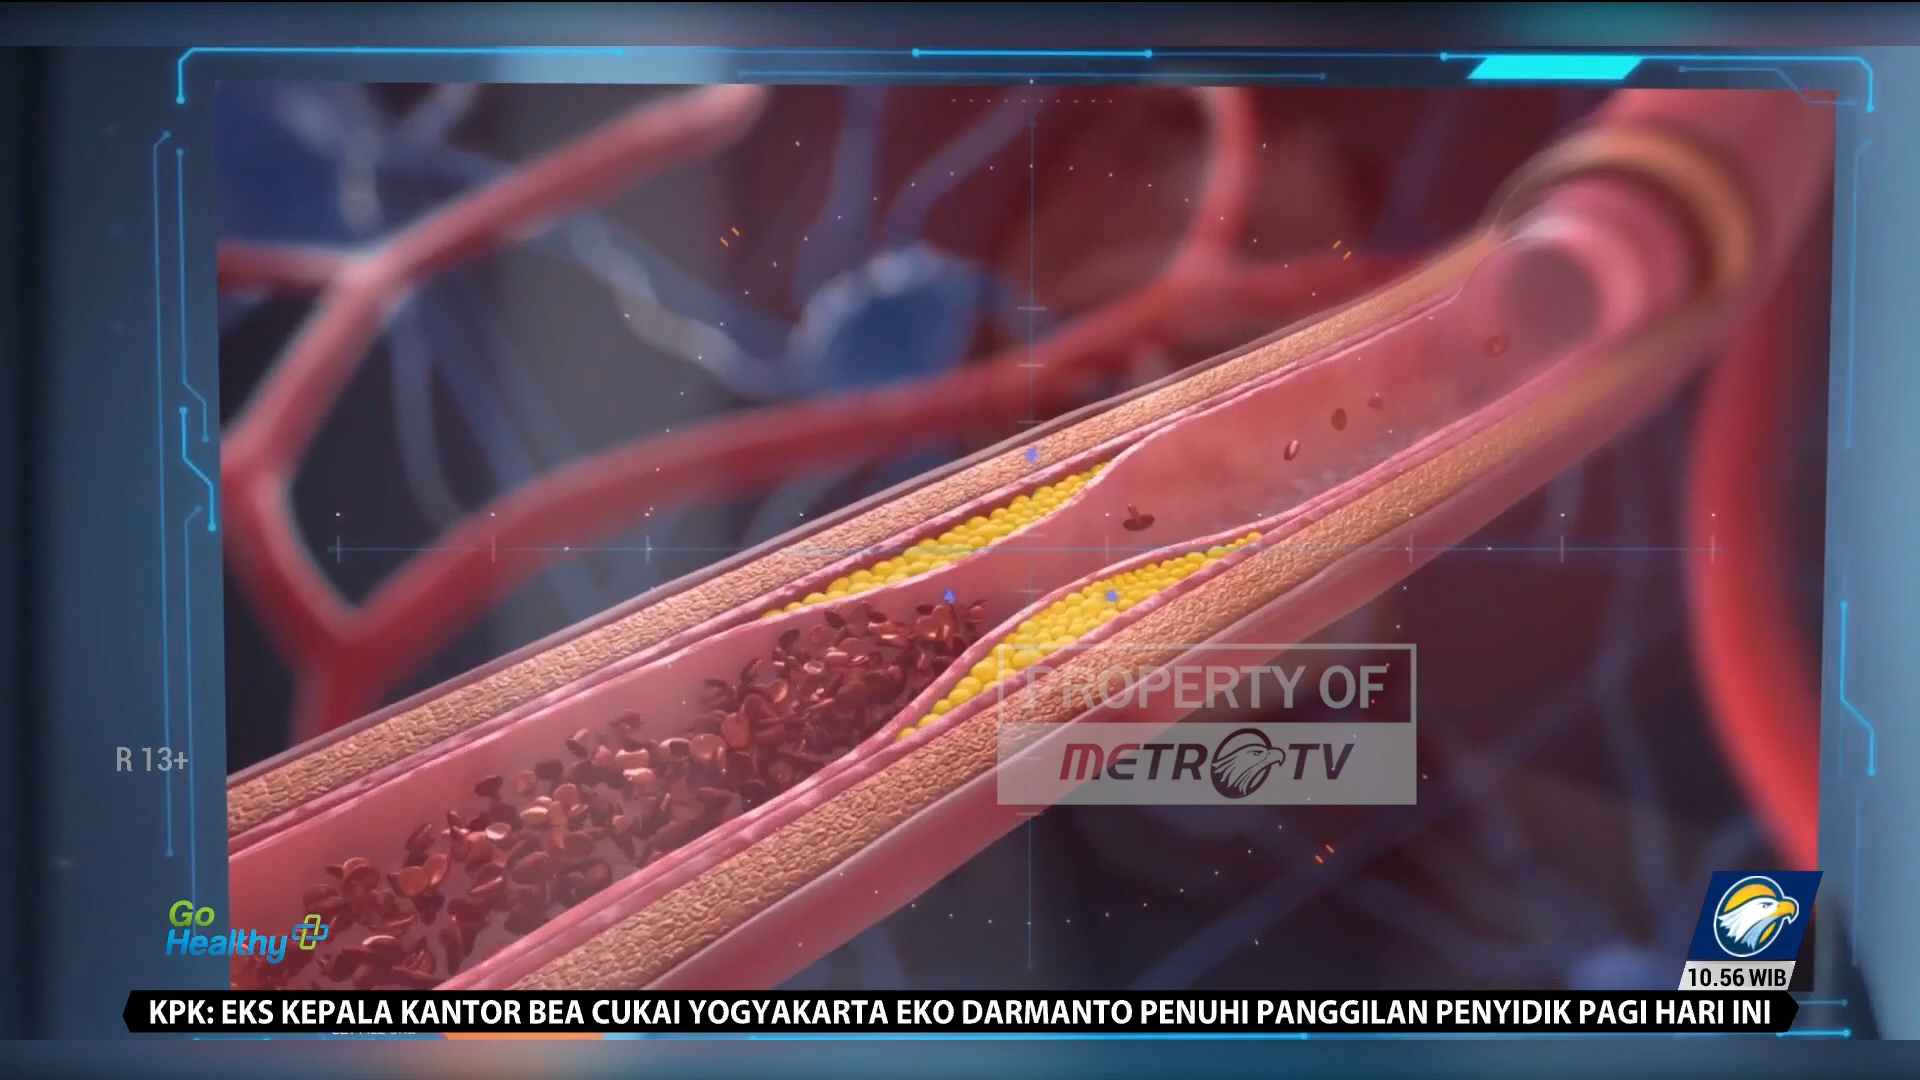 PROPERTY OF
METRO TV
R 13+
Go
Healthy
10.56 WIB
KPK: EKS KEPALA KANTOR BEA CUKAI YOGYAKARTA EKO DARMANTO PENUHI PANGGILAN PENYIDIK PAGI HARI INI